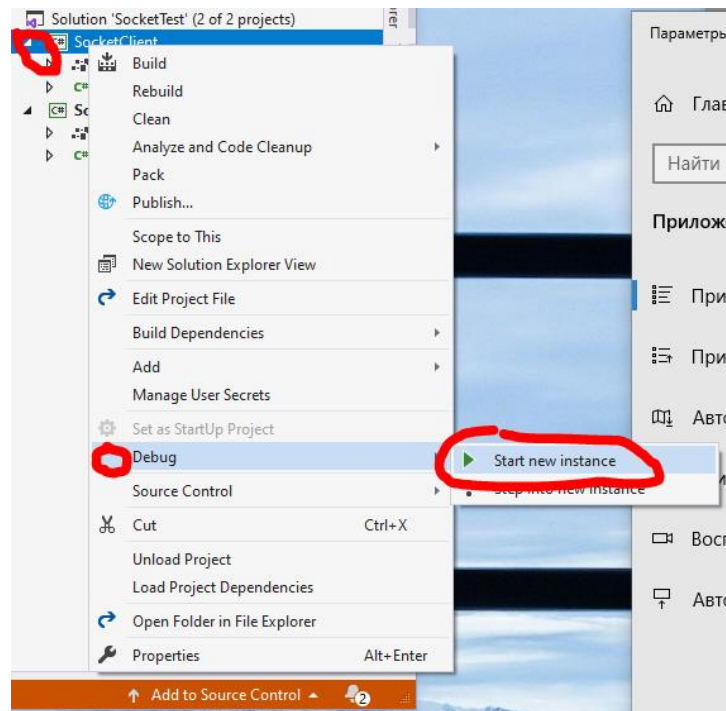 Solution 'SocketTest' (2 of 2 projects)
SocketClient
Build
Rebuild
Clean
Analyze and Code Cleanup
Pack
Publish...
Scope to This
New Solution Explorer View
Edit Project File
Build Dependencies
Add
Manage User Secrets
Set as StartUp Project
Debug
Start new instance
Step into new instance
Source Control
Cut Ctrl+X
Unload Project
Load Project Dependencies
Open Folder in File Explorer
Properties Alt+Enter
Add to Source Control
2
Параметры
Глав
Найти
Прилож
При
При
Авто
Восп
Авто